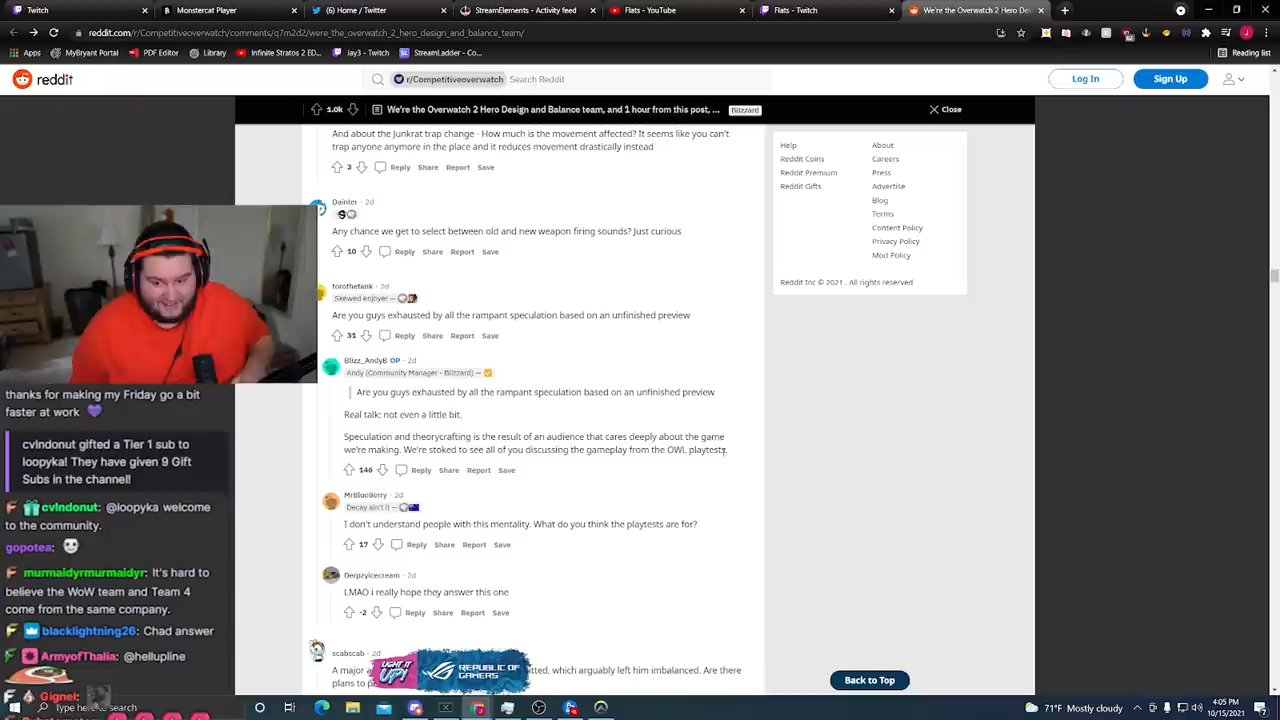 Twitch
Monstercat Player
(6) Home / Twitter
StreamElements - Dashboard
Flats - YouTube
Flats - Twitch
We're the Overwatch 2 Hero Des
reddit.com/r/Competitiveoverwatch/comments/q7m2d2/were_the_overwatch_2_hero_design_and_balance_team/
Apps
MyBryant Portal
PDF Editor
Library
Infinite Stratos 2 ED...
Jay3 - Twitch
StreamLadder - Co...
Reading list
reddit
r/Competitiveoverwatch
Search Reddit
Log In
Sign Up
1.0k
We're the Overwatch 2 Hero Design and Balance team, and 1 hour from this post, ...
Blizzard
Close
And about the Junkrat trap change - How much is the movement affected? It seems like you can't
trap anyone anymore in the place and it reduces movement drastically instead
3 Reply Share Report Save
Dainter · 2d
Any chance we get to select between old and new weapon firing sounds? Just curious
10 Reply Share Report Save
torothetank · 2d
Skewed enjoyer —
Are you guys exhausted by all the rampant speculation based on an unfinished preview
31 Reply Share Report Save
Blizz_AndyB OP · 2d
Andy (Community Manager - Blizzard) —
Are you guys exhausted by all the rampant speculation based on an unfinished preview
Real talk: not even a little bit.
Speculation and theorycrafting is the result of an audience that cares deeply about the game
we're making. We're stoked to see all of you discussing the gameplay from the OWL playtests.
146 Reply Share Report Save
MrBlueBerry · 2d
Decay ain't it —
I don't understand people with this mentality. What do you think the playtests are for?
17 Reply Share Report Save
Derpzyicecream · 2d
LMAO i really hope they answer this one
-2 Reply Share Report Save
scabscab · 2d
A major a
tted, which arguably left him imbalanced. Are there
plans to p
LIGHT IT UP!
REPUBLIC OF
GAMERS
Help
Reddit Coins
Reddit Premium
Reddit Gifts
About
Careers
Press
Advertise
Blog
Terms
Content Policy
Privacy Policy
Mod Policy
Reddit Inc © 2021 . All rights reserved
Back to Top
thanks for making my Friday go a bit
faster at work
cvlndonut gifted a Tier 1 sub to
loopyka! They have given 9 Gift
Subs in the channel!
cvlndonut: @loopyka welcome
to the community.
gopotea:
murmaidyrmurmaidyr: It's hard to
believe the WoW team and Team 4
come from the same company.
blacklightning26: Chad answer
ArmyofThalia: @hellupline
Gigne
Type here to search
71°F Mostly cloudy
4:05 PM
10/15/2021